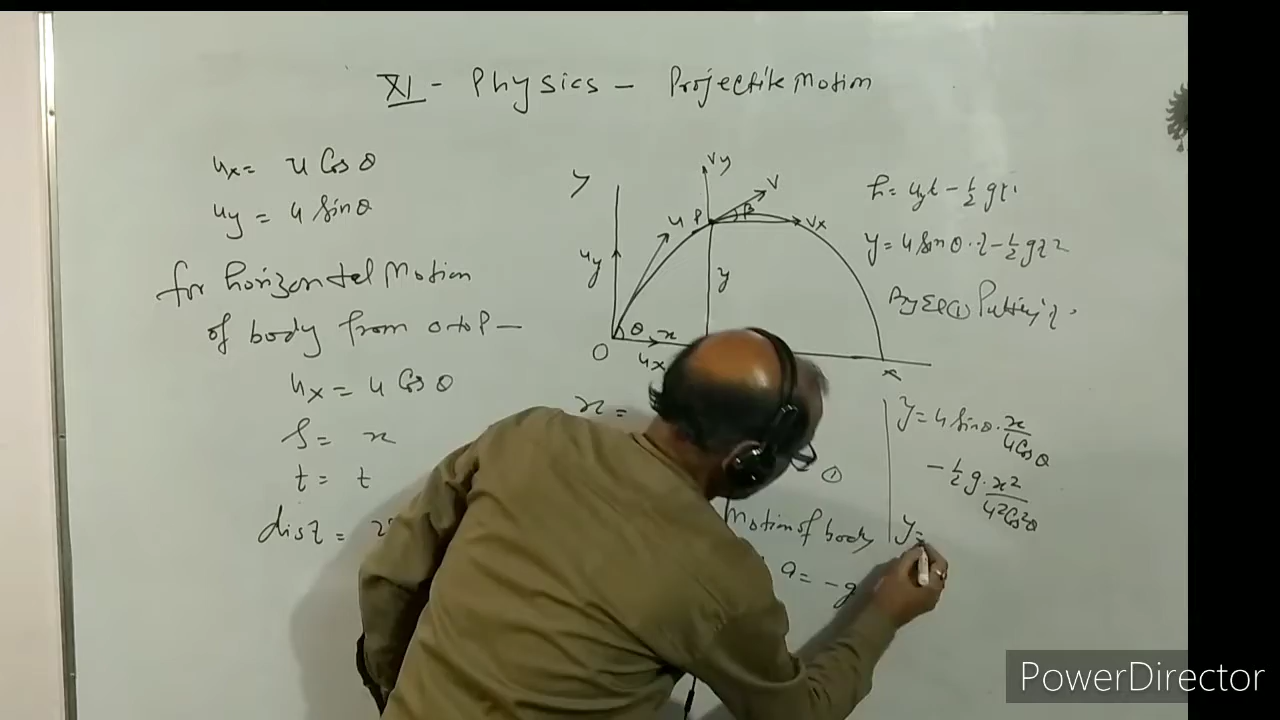 XI - Physics - Projectile Motion
ux = u Cos θ
uy = u Sin θ
for horizontal Motion
of body from O to P -
ux = u Cos θ
S = x
t = t
dist =
y
uy
u
P
Vy
V
β
Vx
y
O
θ
x
ux
x
x =
①
Motion of body
a = -g
h = uyt - 1/2 gt²
y = u Sin θ . t - 1/2 gt2
By Eq ① Putting t.
y = u Sin θ . x/u Cos θ
- 1/2 g . x²/u² Cos² θ
y =
PowerDirector